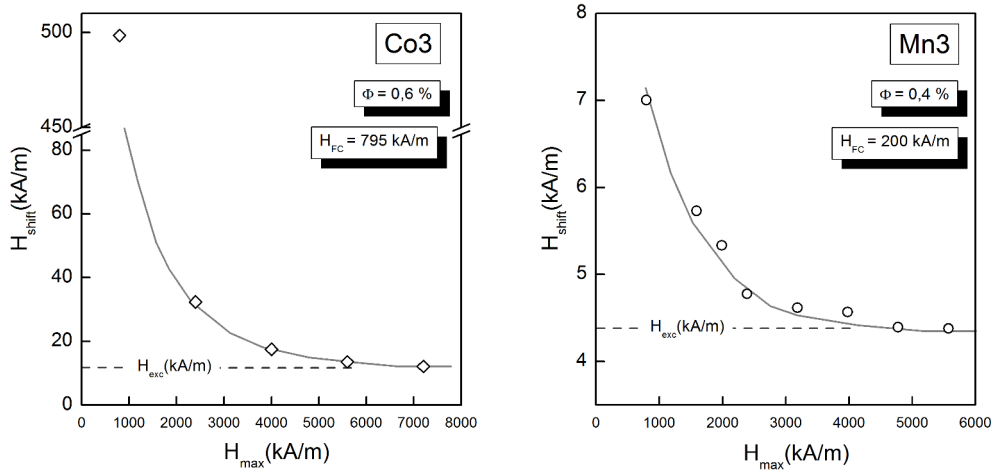 500
Co3
Φ = 0,6 %
450
H_FC = 795 kA/m
80
60
40
20
0
H_shift(kA/m)
H_exc(kA/m)
0 1000 2000 3000 4000 5000 6000 7000 8000
H_max(kA/m)
8
Mn3
Φ = 0,4 %
7
H_FC = 200 kA/m
6
5
4
H_shift(kA/m)
H_exc(kA/m)
0 1000 2000 3000 4000 5000 6000
H_max(kA/m)